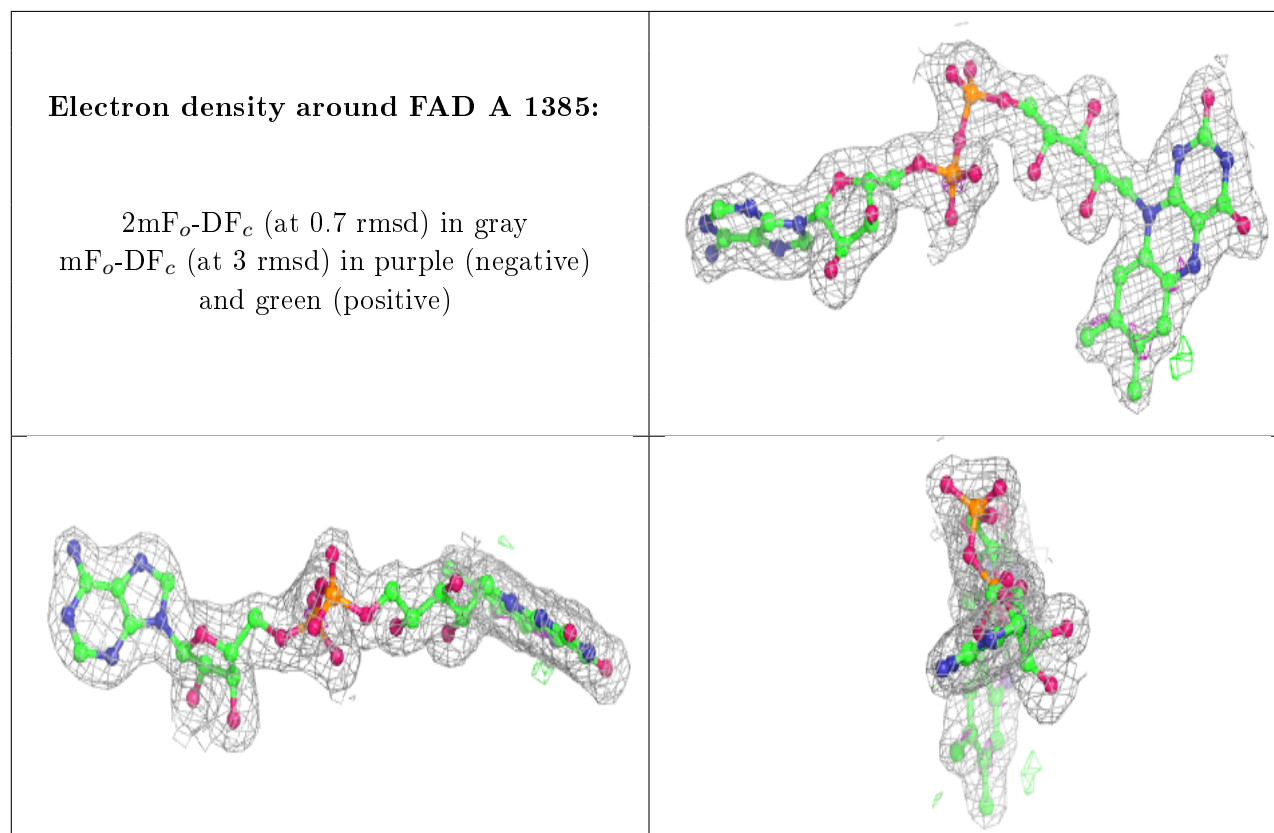 Electron density around FAD A 1385:
2mFₒ-DF𝒸 (at 0.7 rmsd) in gray
mFₒ-DF𝒸 (at 3 rmsd) in purple (negative)
and green (positive)